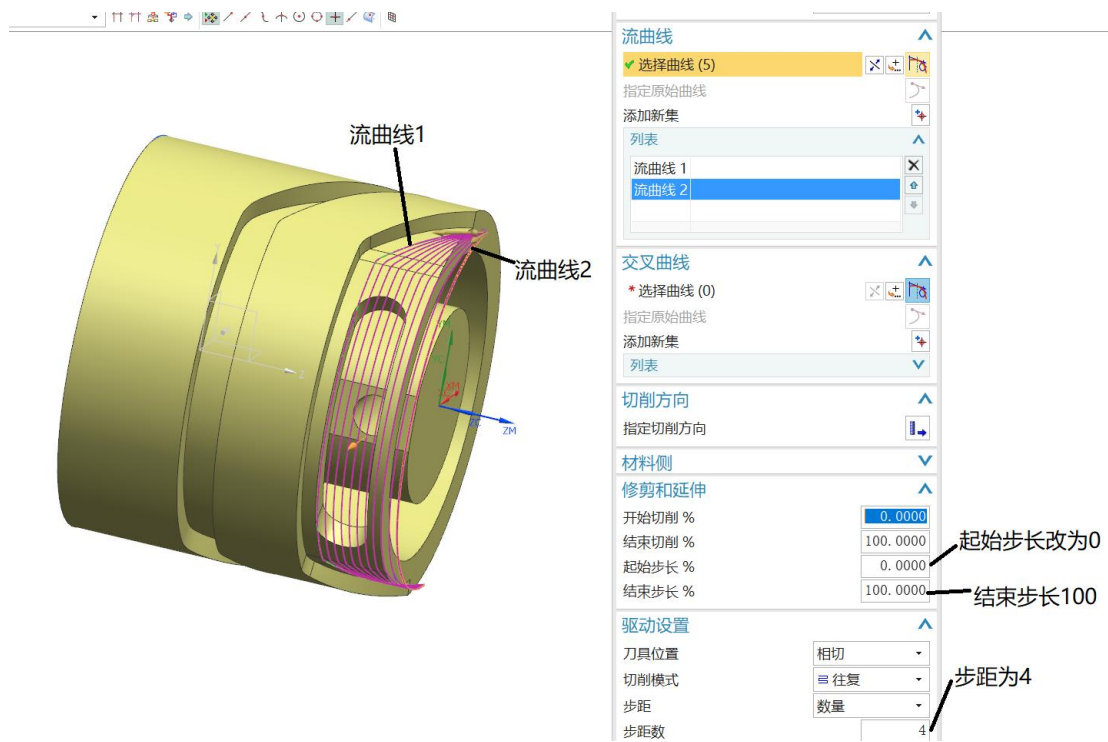 流曲线
选择曲线 (5)
指定原始曲线
添加新集
列表
流曲线 1
流曲线 2
交叉曲线
* 选择曲线 (0)
指定原始曲线
添加新集
列表
切削方向
指定切削方向
材料侧
修剪和延伸
开始切削 % 0.0000
结束切削 % 100.0000
起始步长 % 0.0000
结束步长 % 100.0000
驱动设置
刀具位置 相切
切削模式 往复
步距 数量
步距数 4
流曲线1
流曲线2
起始步长改为0
结束步长100
步距为4
ZC
ZM